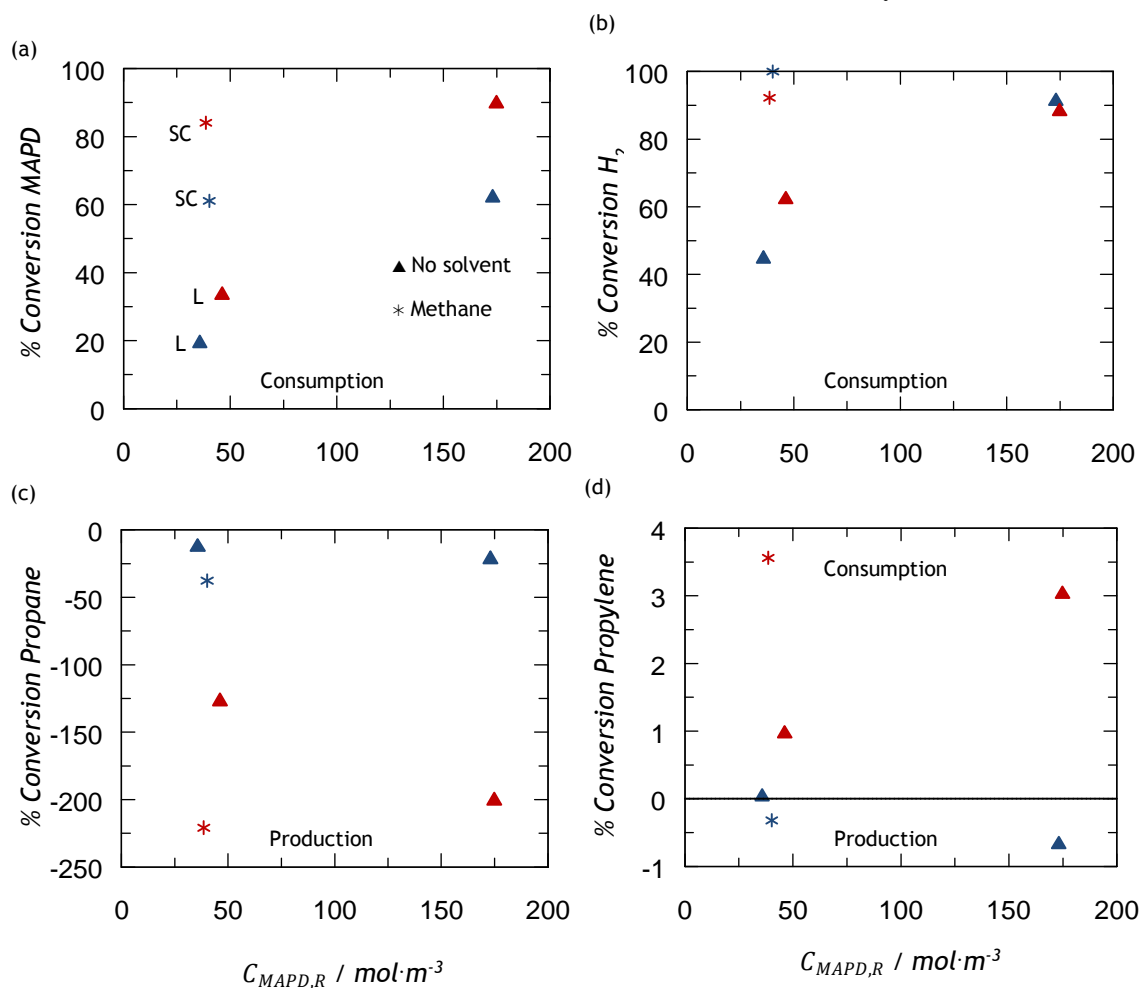 (a)
100
80
60
40
20
0
% Conversion MAPD
SC
SC
L
L
▲ No solvent
* Methane
Consumption
0 50 100 150 200
(b)
100
80
60
40
20
0
% Conversion H2
Consumption
0 50 100 150 200
(c)
0
-50
-100
-150
-200
-250
% Conversion Propane
Production
0 50 100 150 200
C_MAPD,R / mol·m⁻³
(d)
4
3
2
1
0
-1
% Conversion Propylene
Consumption
Production
0 50 100 150 200
C_MAPD,R / mol·m⁻³